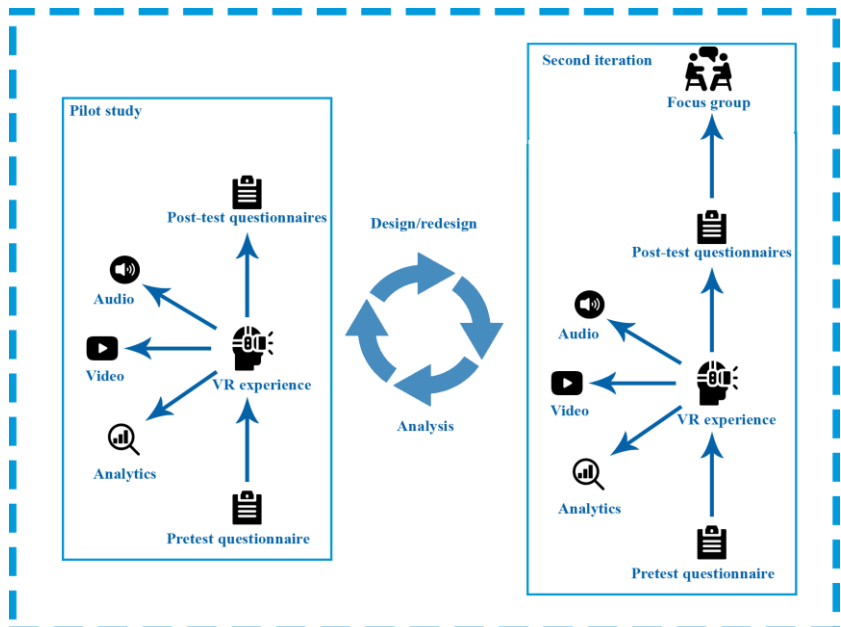 Pilot study
Post-test questionnaires
Audio
Video
VR experience
Analytics
Pretest questionnaire
Design/redesign
Analysis
Second iteration
Focus group
Post-test questionnaires
Audio
Video
VR experience
Analytics
Pretest questionnaire